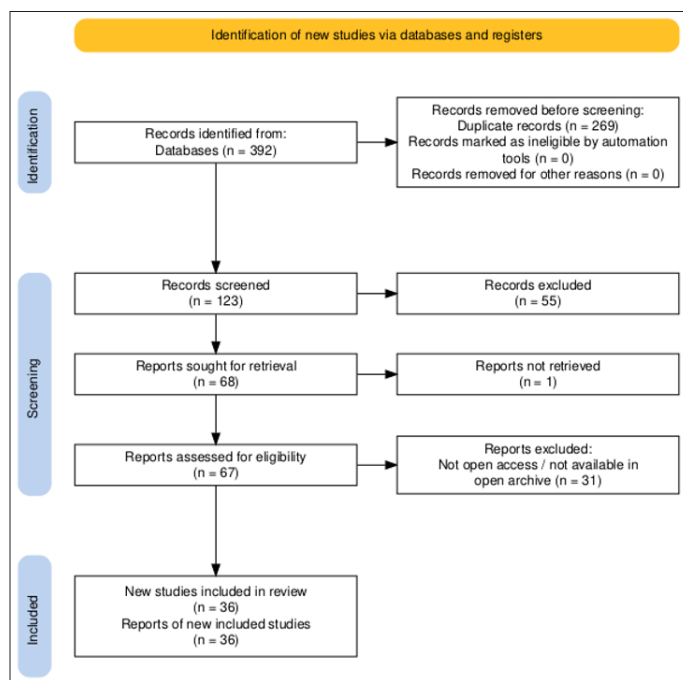 Identification of new studies via databases and registers
Identification
Records identified from:
Databases (n = 392)
Records removed before screening:
Duplicate records (n = 269)
Records marked as ineligible by automation
tools (n = 0)
Records removed for other reasons (n = 0)
Screening
Records screened
(n = 123)
Records excluded
(n = 55)
Reports sought for retrieval
(n = 68)
Reports not retrieved
(n = 1)
Reports assessed for eligibility
(n = 67)
Reports excluded:
Not open access / not available in
open archive (n = 31)
Included
New studies included in review
(n = 36)
Reports of new included studies
(n = 36)